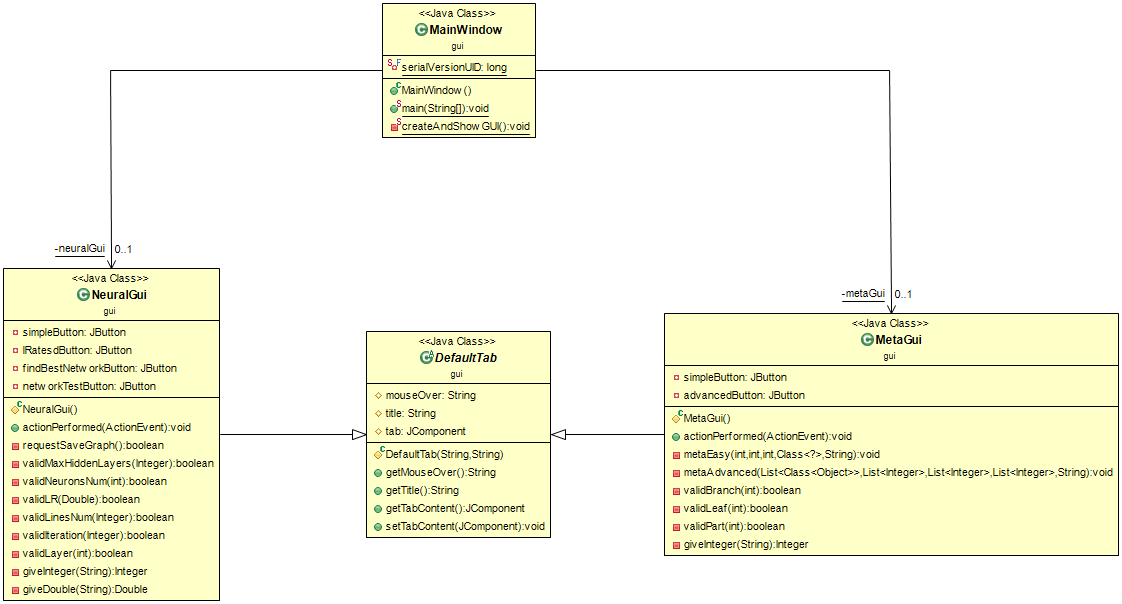 <<Java Class>>
MainWindow
gui
serialVersionUID: long
MainWindow()
main(String[]):void
createAndShowGUI():void
-neuralGui
0..1
-metaGui
0..1
<<Java Class>>
NeuralGui
gui
simpleButton: JButton
lRatesdButton: JButton
findBestNetworkButton: JButton
networkTestButton: JButton
NeuralGui()
actionPerformed(ActionEvent):void
requestSaveGraph():boolean
validMaxHiddenLayers(Integer):boolean
validNeuronsNum(int):boolean
validLR(Double):boolean
validLinesNum(Integer):boolean
validIteration(Integer):boolean
validLayer(int):boolean
giveInteger(String):Integer
giveDouble(String):Double
<<Java Class>>
DefaultTab
gui
mouseOver: String
title: String
tab: JComponent
DefaultTab(String,String)
getMouseOver():String
getTitle():String
getTabContent():JComponent
setTabContent(JComponent):void
<<Java Class>>
MetaGui
gui
simpleButton: JButton
advancedButton: JButton
MetaGui()
actionPerformed(ActionEvent):void
metaEasy(int,int,int,Class<?>,String):void
metaAdvanced(List<Class<Object>>,List<Integer>,List<Integer>,List<Integer>,String):void
validBranch(int):boolean
validLeaf(int):boolean
validPart(int):boolean
giveInteger(String):Integer